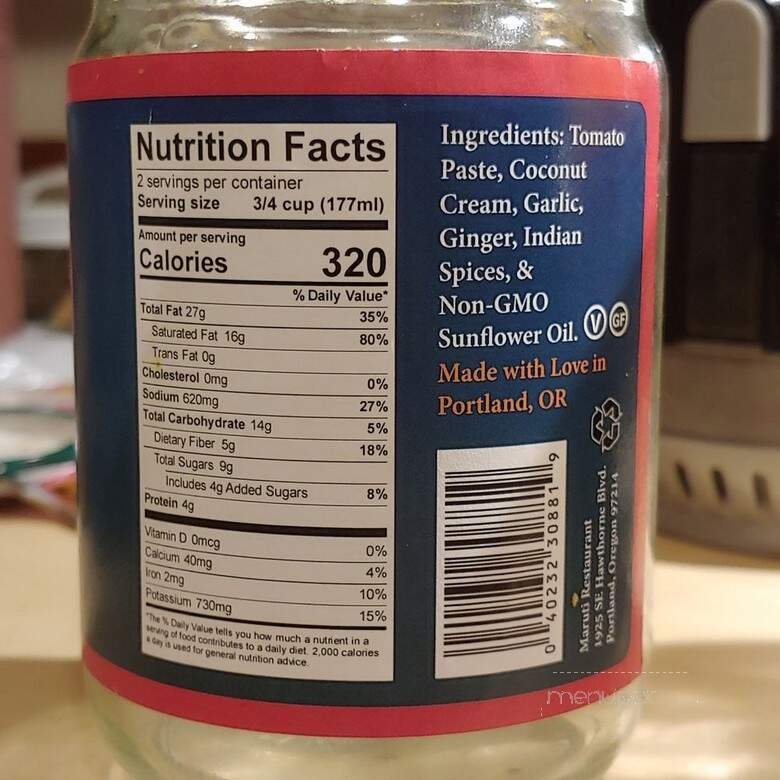 Nutrition Facts
2 servings per container
Serving size 3/4 cup (177ml)
Amount per serving
Calories 320
% Daily Value*
Total Fat 27g 35%
Saturated Fat 16g 80%
Trans Fat 0g
Cholesterol 0mg 0%
Sodium 620mg 27%
Total Carbohydrate 14g 5%
Dietary Fiber 5g 18%
Total Sugars 9g
Includes 4g Added Sugars 8%
Protein 4g
Vitamin D 0mcg 0%
Calcium 40mg 4%
Iron 2mg 10%
Potassium 730mg 15%
*The % Daily Value tells you how much a nutrient in a
serving of food contributes to a daily diet. 2,000 calories
a day is used for general nutrition advice.
Ingredients: Tomato
Paste, Coconut
Cream, Garlic,
Ginger, Indian
Spices, &
Non-GMO
Sunflower Oil. V GF
Made with Love in
Portland, OR
0 40232 30881 9
Maruti Restaurant
1925 SE Hawthorne Blvd.
Portland, Oregon 97214